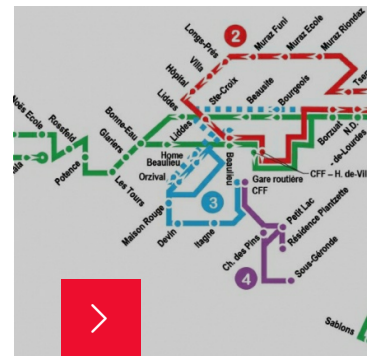 2
Longs-Prés
Muraz Funi
Muraz Ecole
Muraz Riondaz
Villa
Hôpital
Ste-Croix
Beausite
Bourgeois
Liddes
Noës Ecole
Rossfeld
Potence
Glariers
Bonne-Eau
Liddes
Borzuat
N.D.
- de-Lourdes
Les Tours
Home
Beaulieu
Orzival
Beaulieu
Gare routière
CFF
CFF – H. de-Vil
Maison Rouge
3
Devin
Itagne
Petit Lac
Résidence Plantzette
Ch. des Pins
Sous-Géronde
4
Sablons